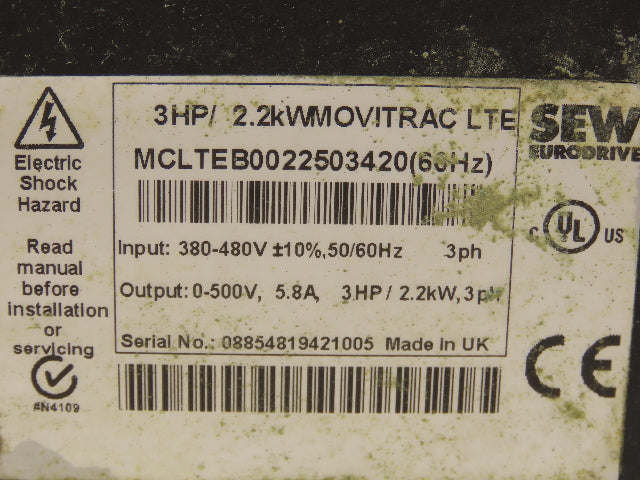 3HP/ 2.2kWMOVITRAC LTE
MCLTEB0022503420(60Hz)
SEW
EURODRIVE
Electric
Shock
Hazard
Read
manual
before
installation
or
servicing
#N4109
Input: 380-480V ±10%,50/60Hz 3ph
Output: 0-500V, 5.8A, 3HP / 2.2kW, 3ph
Serial No.: 08854819421005 Made in UK
C UL US
CE